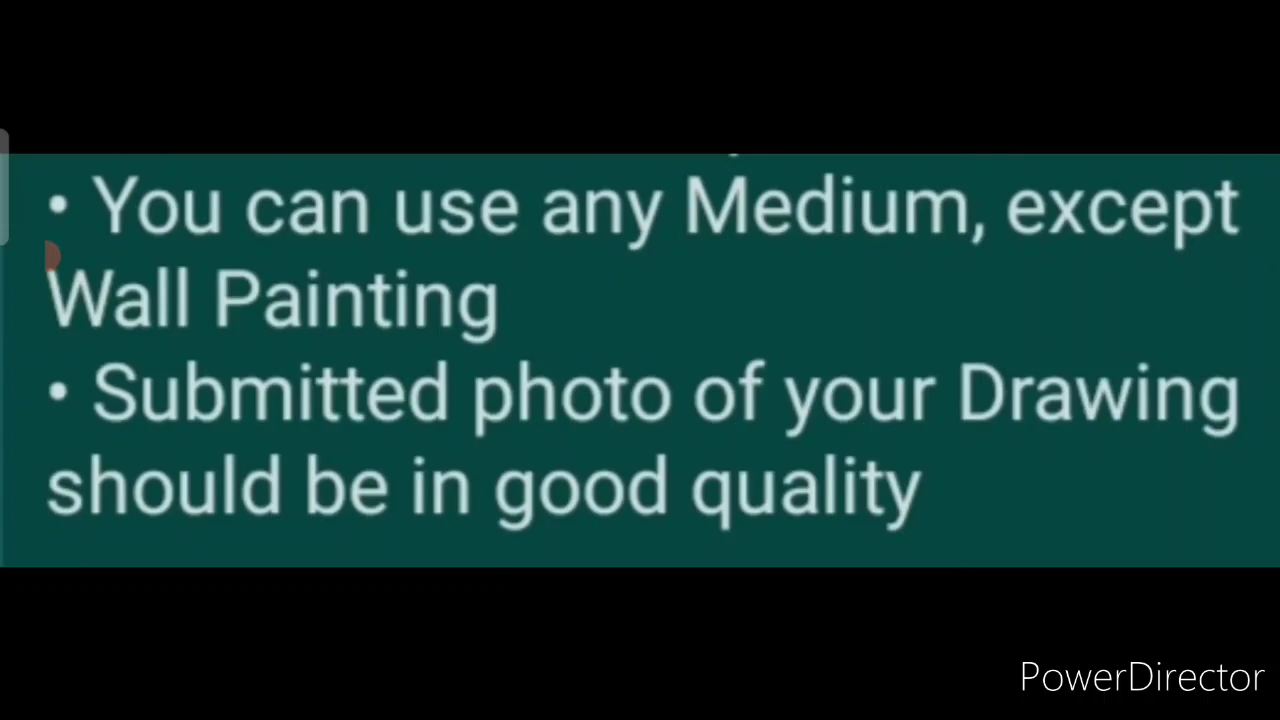 • You can use any Medium, except
Wall Painting
• Submitted photo of your Drawing
should be in good quality
PowerDirector